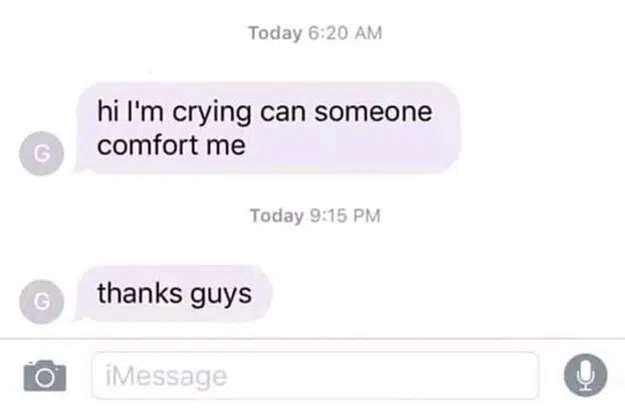 Today 6:20 AM
hi I'm crying can someone
comfort me
G
Today 9:15 PM
thanks guys
G
iMessage